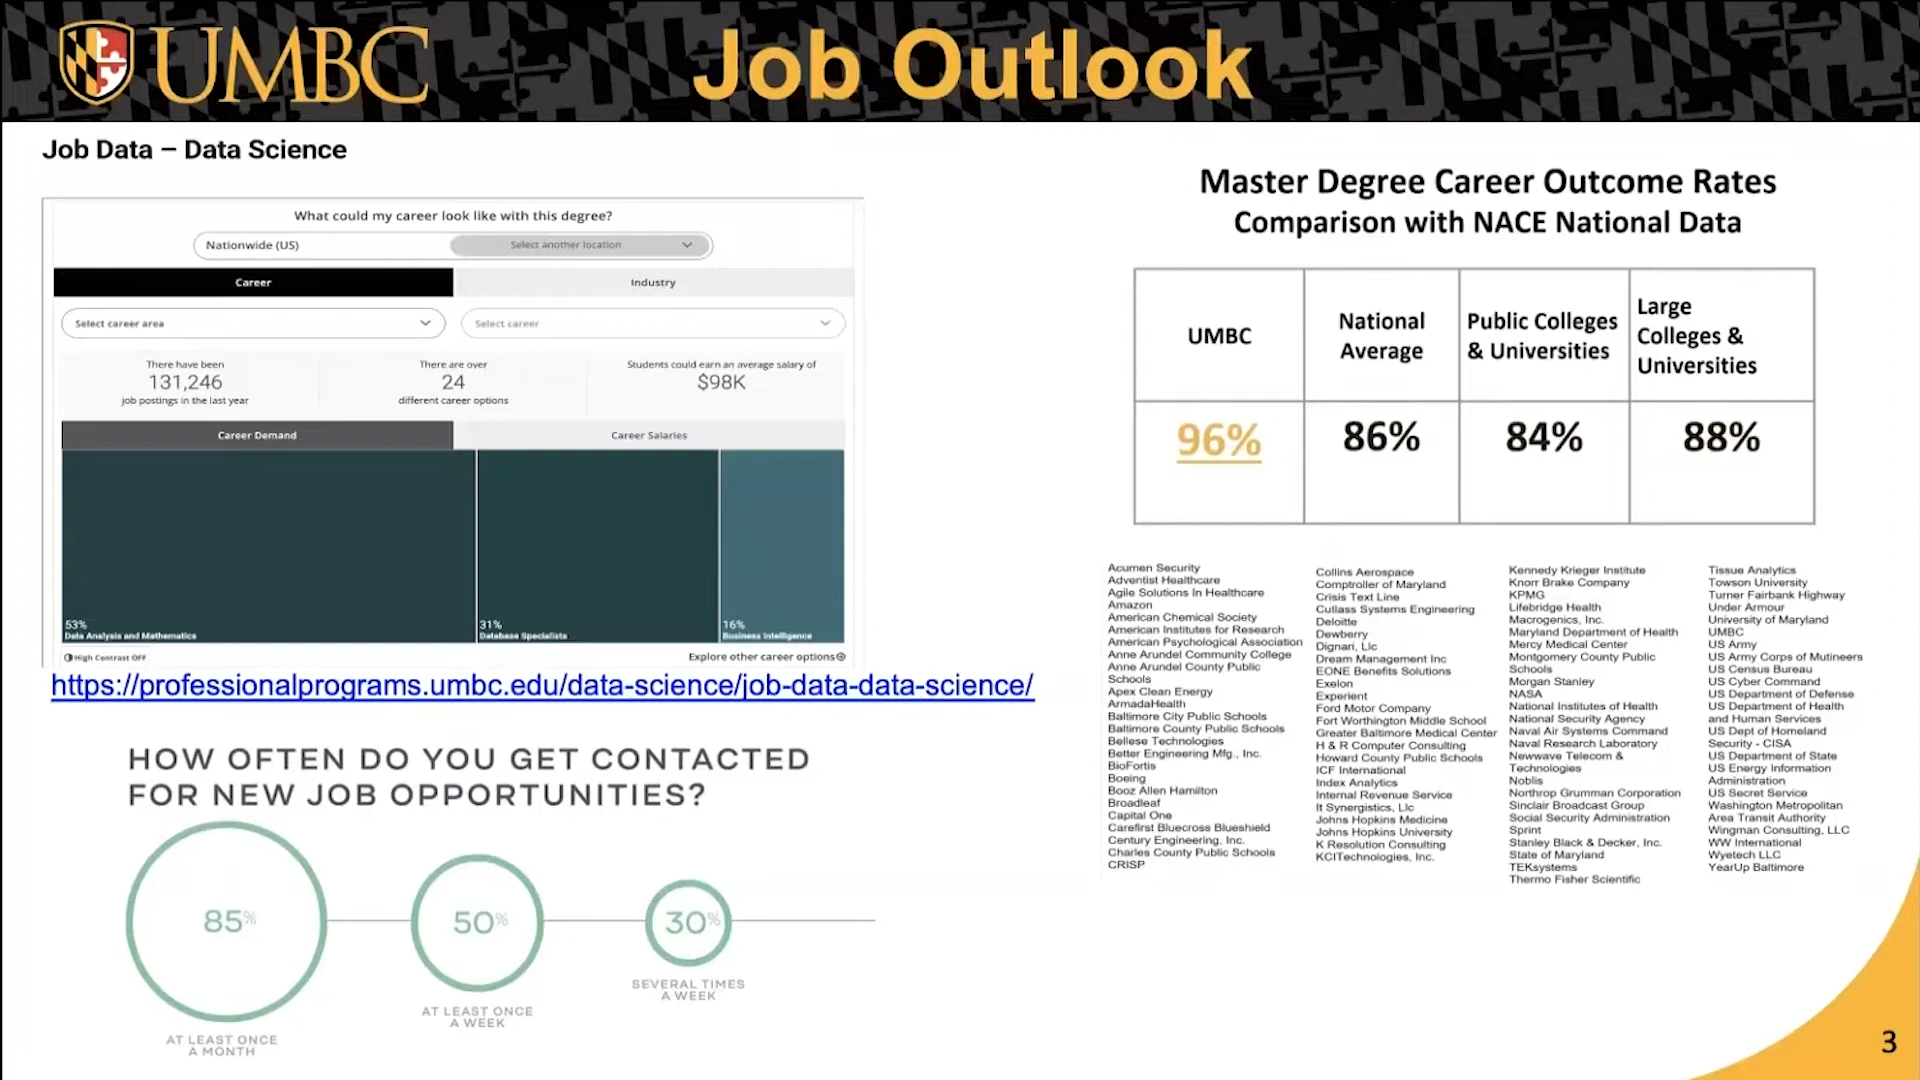 UMBC
Job Outlook
Job Data – Data Science
What could my career look like with this degree?
Nationwide (US)
Select another location
Career
Industry
Select career area
Select career
There have been
131,246
job postings in the last year
There are over
24
different career options
Students could earn an average salary of
$98K
Career Demand
Career Salaries
53%
Data Analysis and Mathematics
31%
Database Specialists
16%
Business Intelligence
High Contrast OFF
Explore other career options
https://professionalprograms.umbc.edu/data-science/job-data-data-science/
HOW OFTEN DO YOU GET CONTACTED
FOR NEW JOB OPPORTUNITIES?
85%
AT LEAST ONCE
A MONTH
50%
AT LEAST ONCE
A WEEK
30%
SEVERAL TIMES
A WEEK
Master Degree Career Outcome Rates
Comparison with NACE National Data
UMBC
National
Average
Public Colleges
& Universities
Large
Colleges &
Universities
96%
86%
84%
88%
Acumen Security
Adventist Healthcare
Agile Solutions In Healthcare
Amazon
American Chemical Society
American Institutes for Research
American Psychological Association
Anne Arundel Community College
Anne Arundel County Public
Schools
Apex Clean Energy
ArmadaHealth
Baltimore City Public Schools
Baltimore County Public Schools
Bellese Technologies
Better Engineering Mfg., Inc.
BioFortis
Boeing
Booz Allen Hamilton
Broadleaf
Capital One
Carefirst Bluecross Blueshield
Century Engineering, Inc.
Charles County Public Schools
CRISP
Collins Aerospace
Comptroller of Maryland
Crisis Text Line
Cutlass Systems Engineering
Deloitte
Dewberry
Dignari, Llc
Dream Management Inc
EONE Benefits Solutions
Exelon
Experient
Ford Motor Company
Fort Worthington Middle School
Greater Baltimore Medical Center
H & R Computer Consulting
Howard County Public Schools
ICF International
Index Analytics
Internal Revenue Service
It Synergistics, Llc
Johns Hopkins Medicine
Johns Hopkins University
K Resolution Consulting
KCITechnologies, Inc.
Kennedy Krieger Institute
Knorr Brake Company
KPMG
Lifebridge Health
Macrogenics, Inc.
Maryland Department of Health
Mercy Medical Center
Montgomery County Public
Schools
Morgan Stanley
NASA
National Institutes of Health
National Security Agency
Naval Air Systems Command
Naval Research Laboratory
Newwave Telecom &
Technologies
Noblis
Northrop Grumman Corporation
Sinclair Broadcast Group
Social Security Administration
Sprint
Stanley Black & Decker, Inc.
State of Maryland
TEKsystems
Thermo Fisher Scientific
Tissue Analytics
Towson University
Turner Fairbank Highway
Under Armour
University of Maryland
UMBC
US Army
US Army Corps of Mutineers
US Census Bureau
US Cyber Command
US Department of Defense
US Department of Health
and Human Services
US Dept of Homeland
Security - CISA
US Department of State
US Energy Information
Administration
US Secret Service
Washington Metropolitan
Area Transit Authority
Wingman Consulting, LLC
WW International
Wyetech LLC
YearUp Baltimore
3